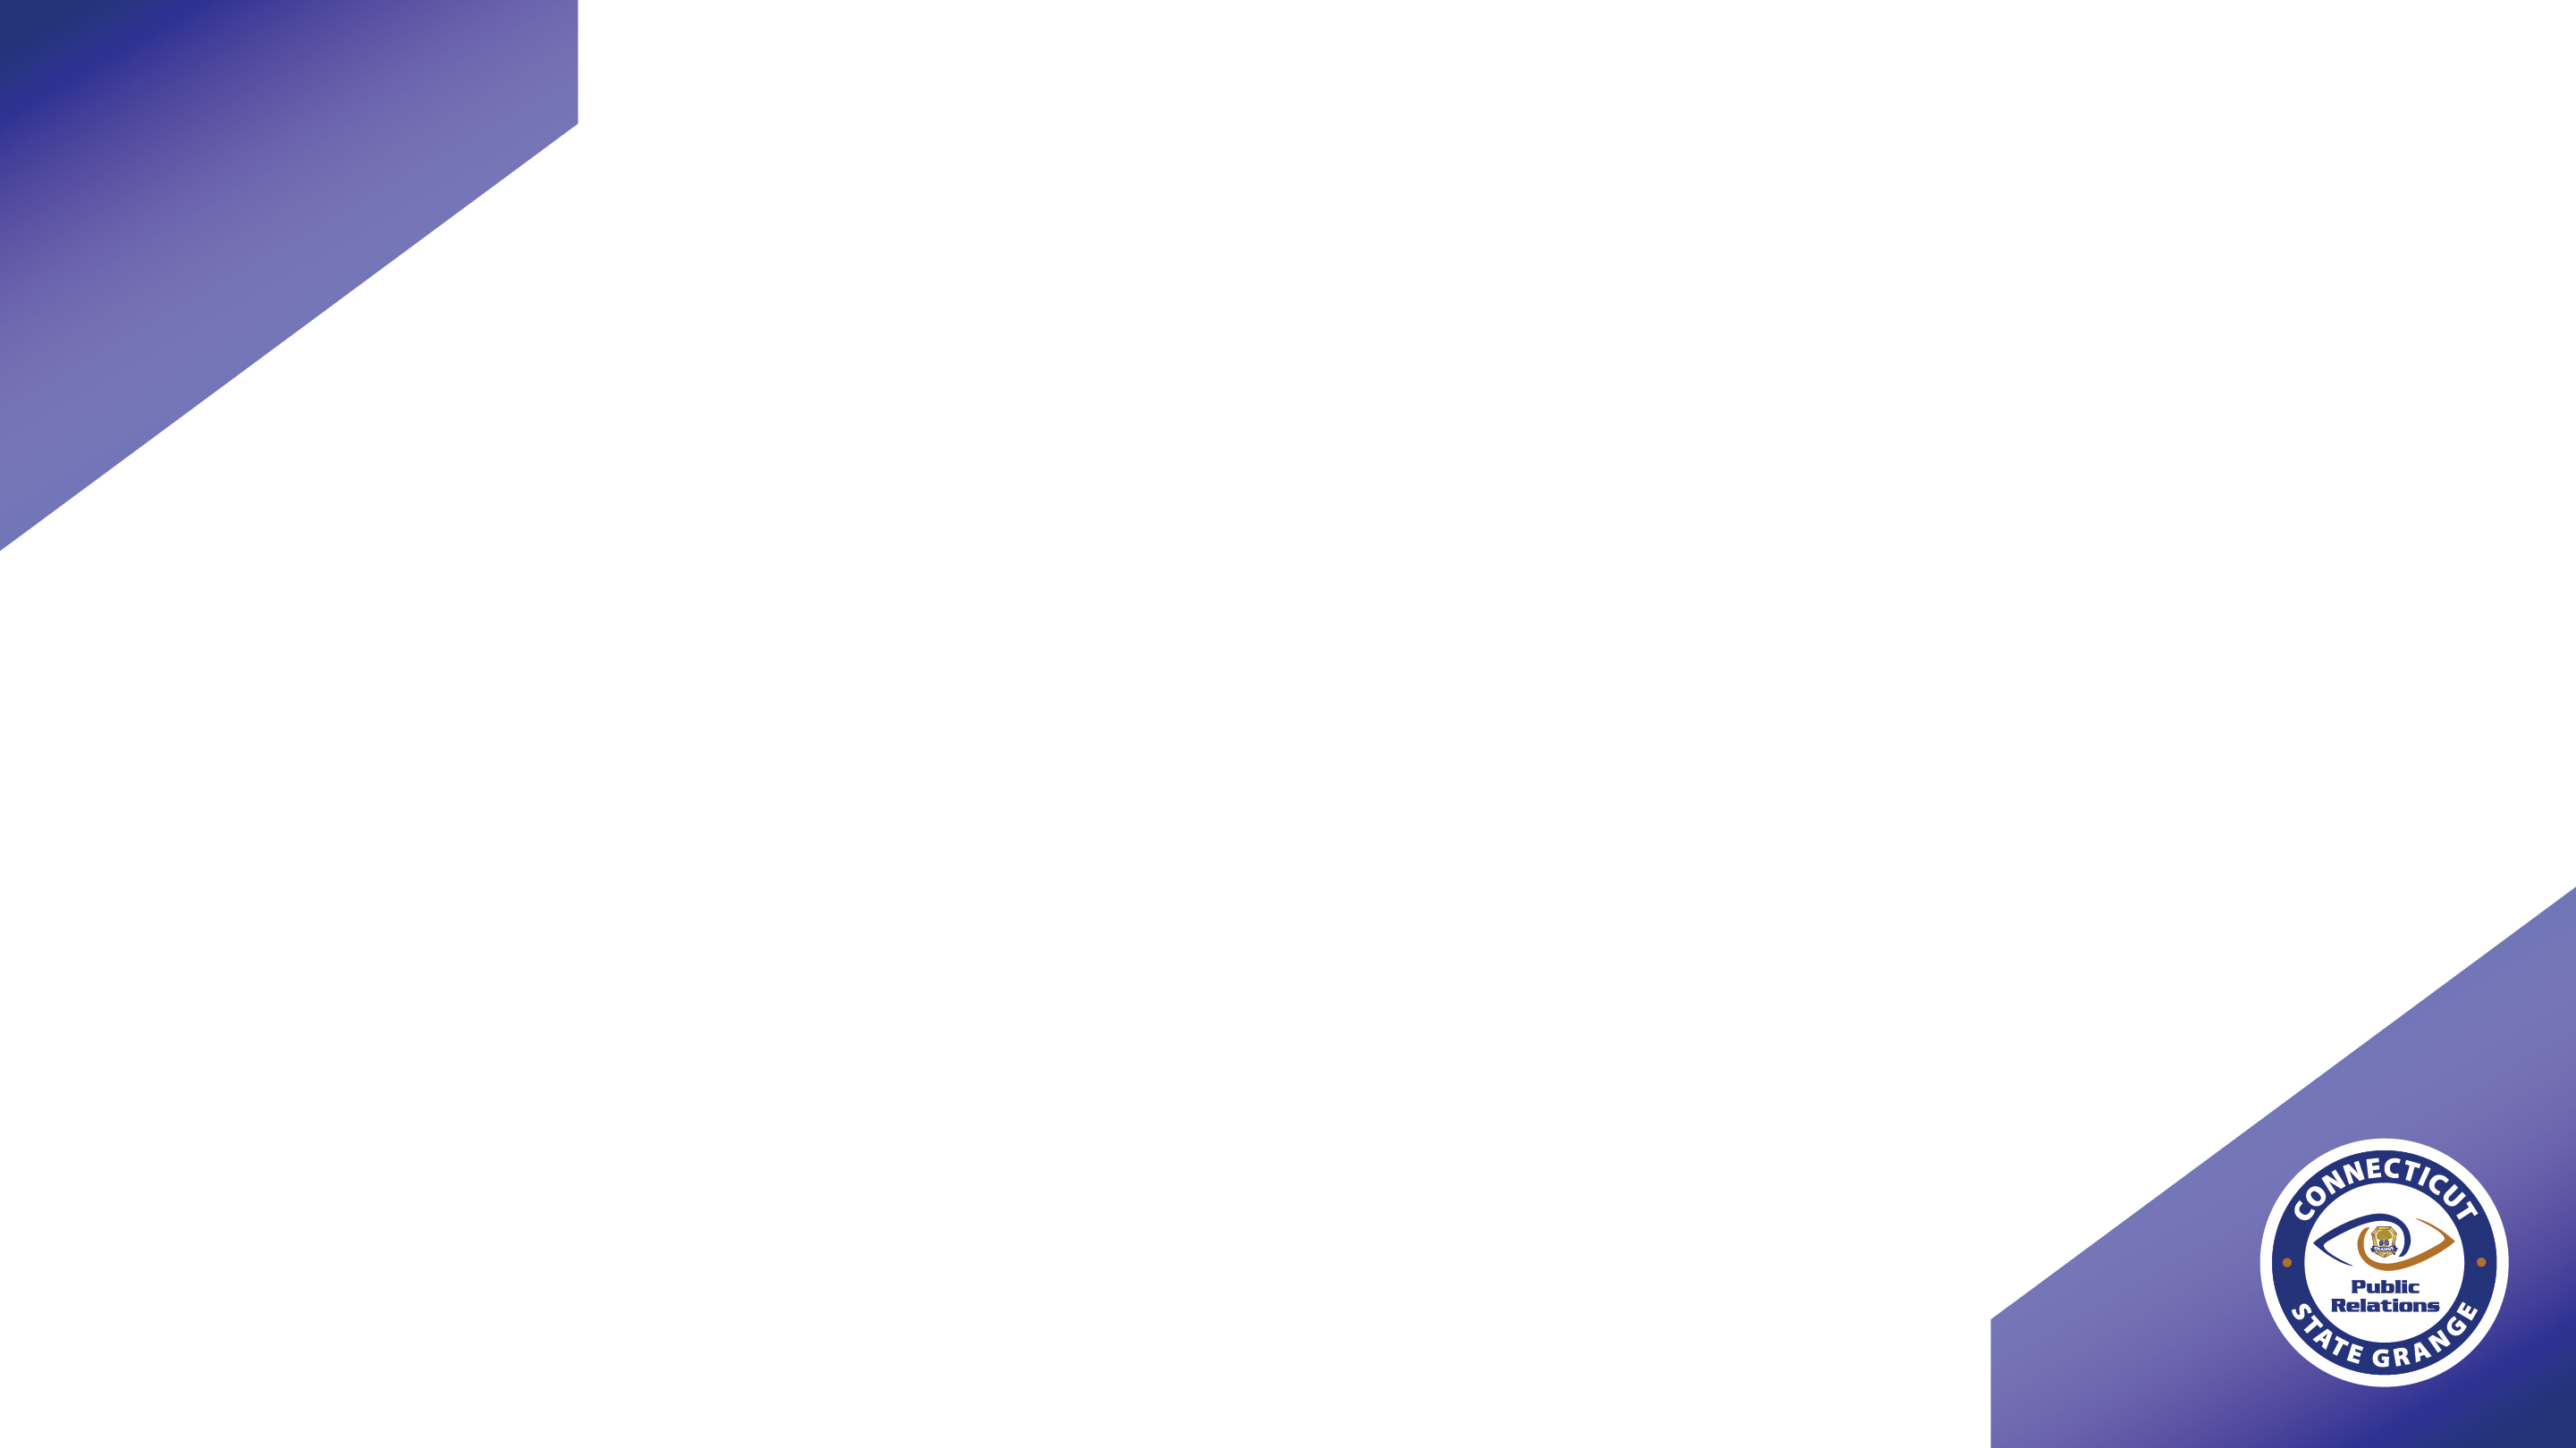 CONNECTICUT
Public
Relations
STATE GRANGE